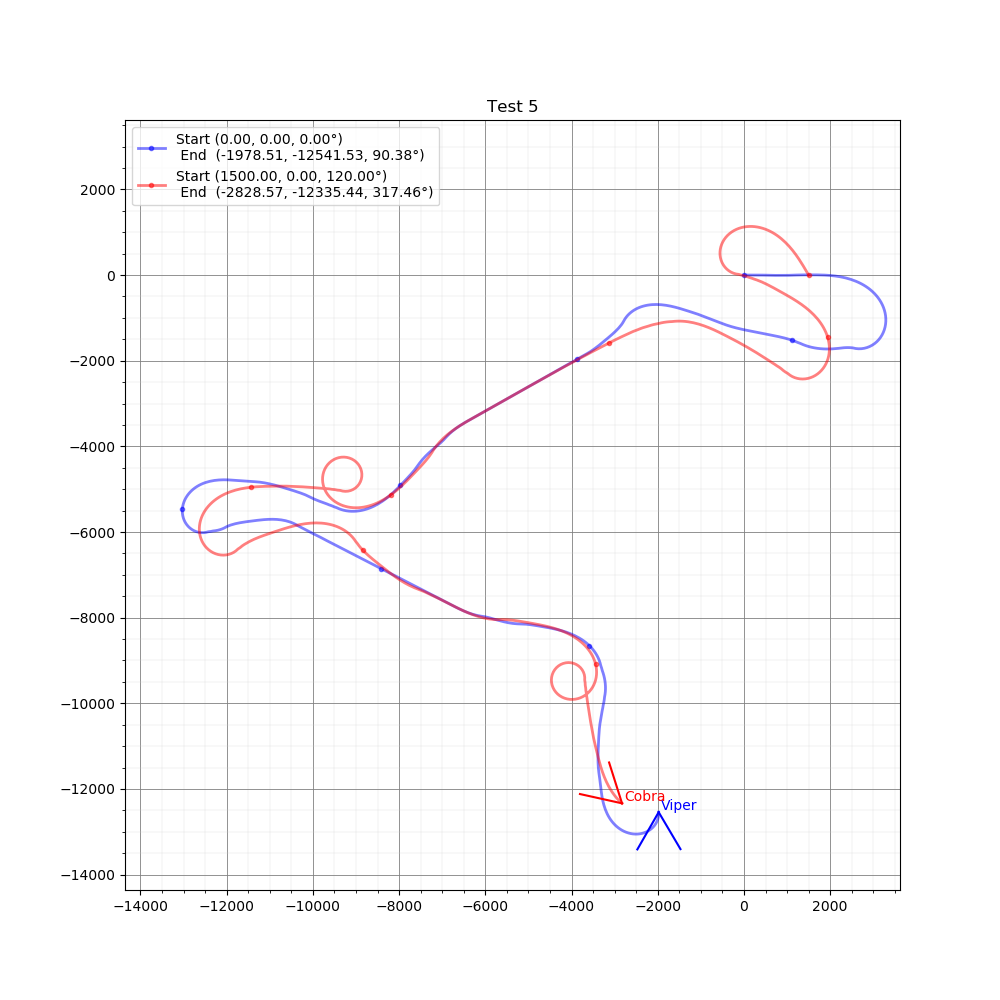 Test 5
Start (0.00, 0.00, 0.00°)
End (-1978.51, -12541.53, 90.38°)
Start (1500.00, 0.00, 120.00°)
End (-2828.57, -12335.44, 317.46°)
2000
0
−2000
−4000
−6000
−8000
−10000
−12000
−14000
Cobra
Viper
−14000 −12000 −10000 −8000 −6000 −4000 −2000 0 2000